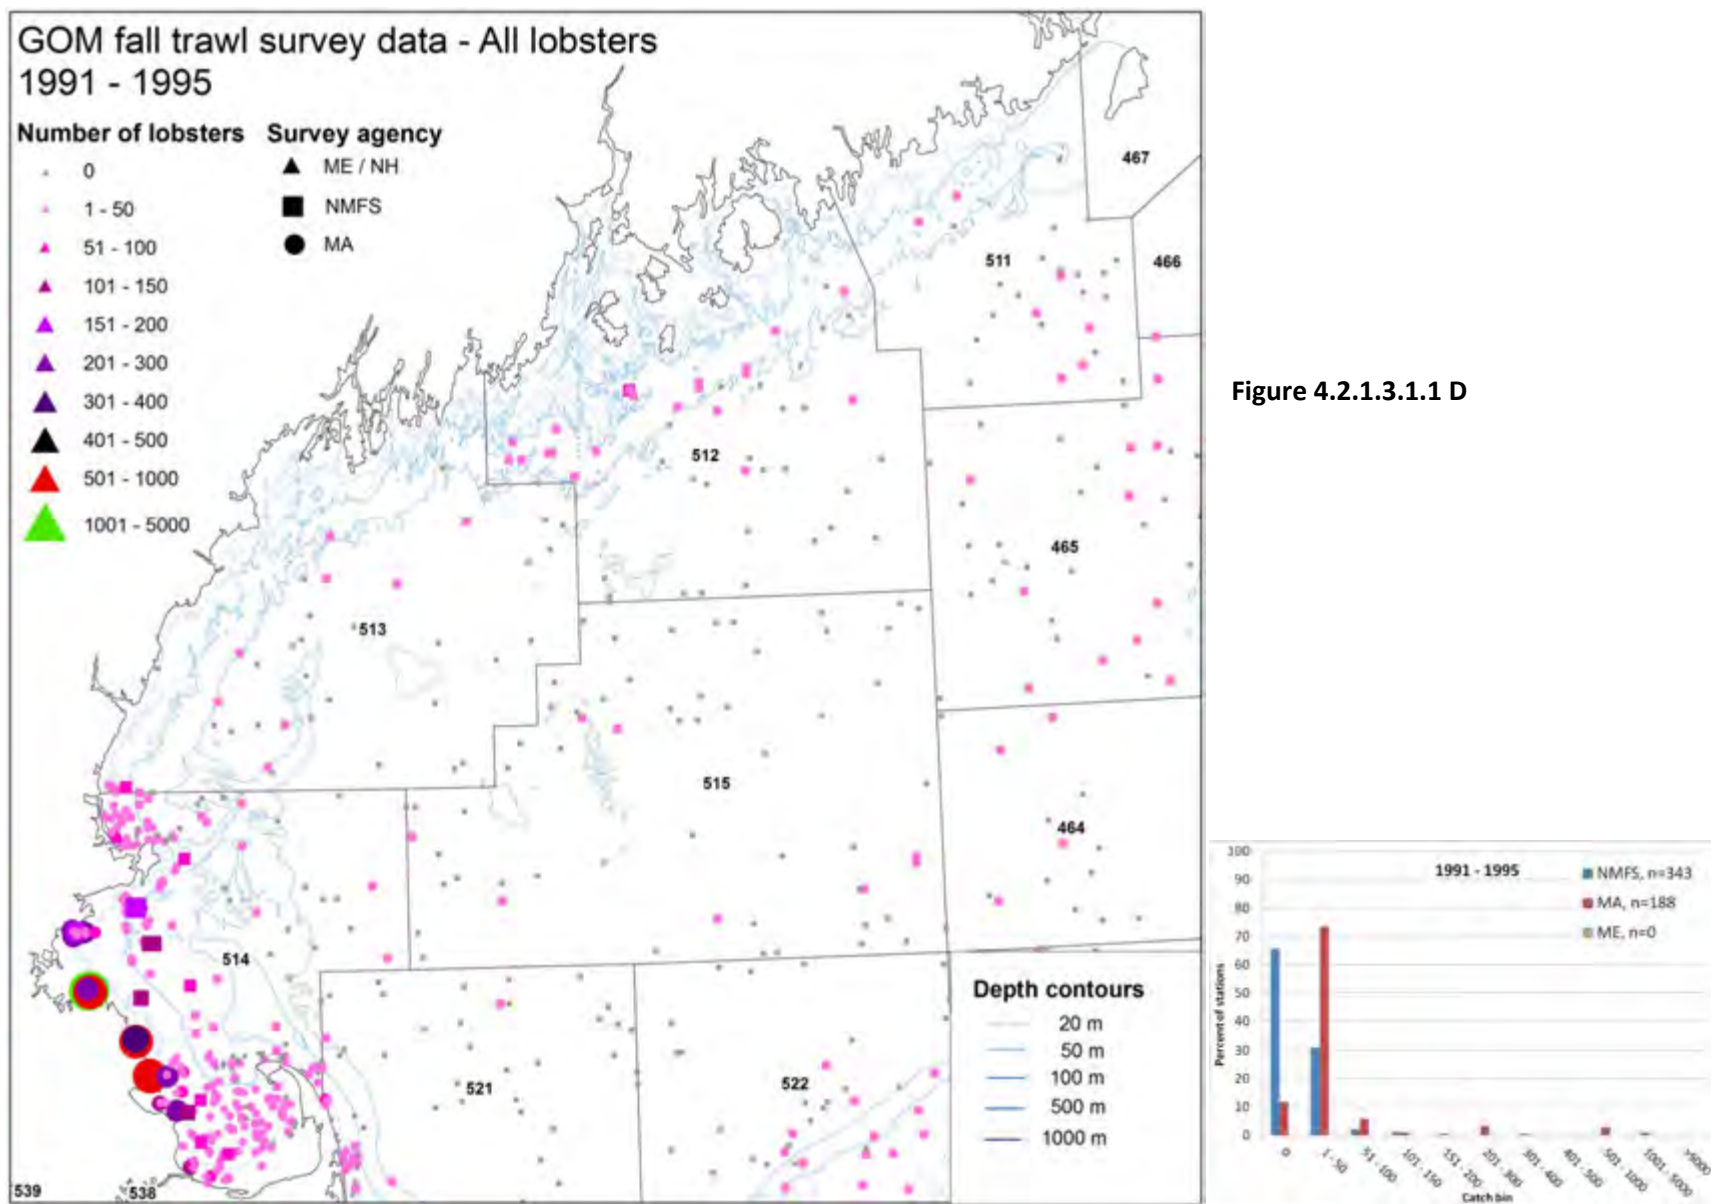 GOM fall trawl survey data - All lobsters
1991 - 1995
Number of lobsters
0
1 - 50
51 - 100
101 - 150
151 - 200
201 - 300
301 - 400
401 - 500
501 - 1000
1001 - 5000
Survey agency
ME / NH
NMFS
MA
467
511
466
512
465
513
515
464
514
521
522
539
538
Depth contours
20 m
50 m
100 m
500 m
1000 m
Figure 4.2.1.3.1.1 D
1991 - 1995
NMFS, n=343
MA, n=188
ME, n=0
Percent of stations
100
90
80
70
60
50
40
30
20
10
0
0
1 - 50
51 - 100
101 - 150
151 - 200
201 - 300
301 - 400
401 - 500
501 - 1000
1001 - 5000
>5000
Catch bin